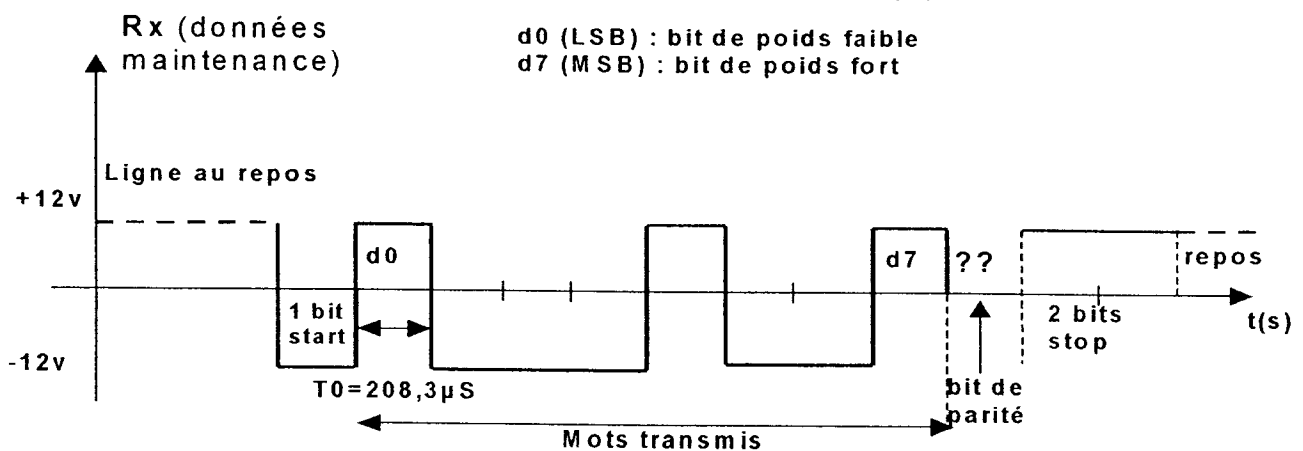 Rx (données
maintenance)
d0 (LSB) : bit de poids faible
d7 (MSB) : bit de poids fort
Ligne au repos
+12v
d0
d7
??
repos
1 bit
start
2 bits
stop
t(s)
-12v
T0=208,3µS
bit de
parité
Mots transmis